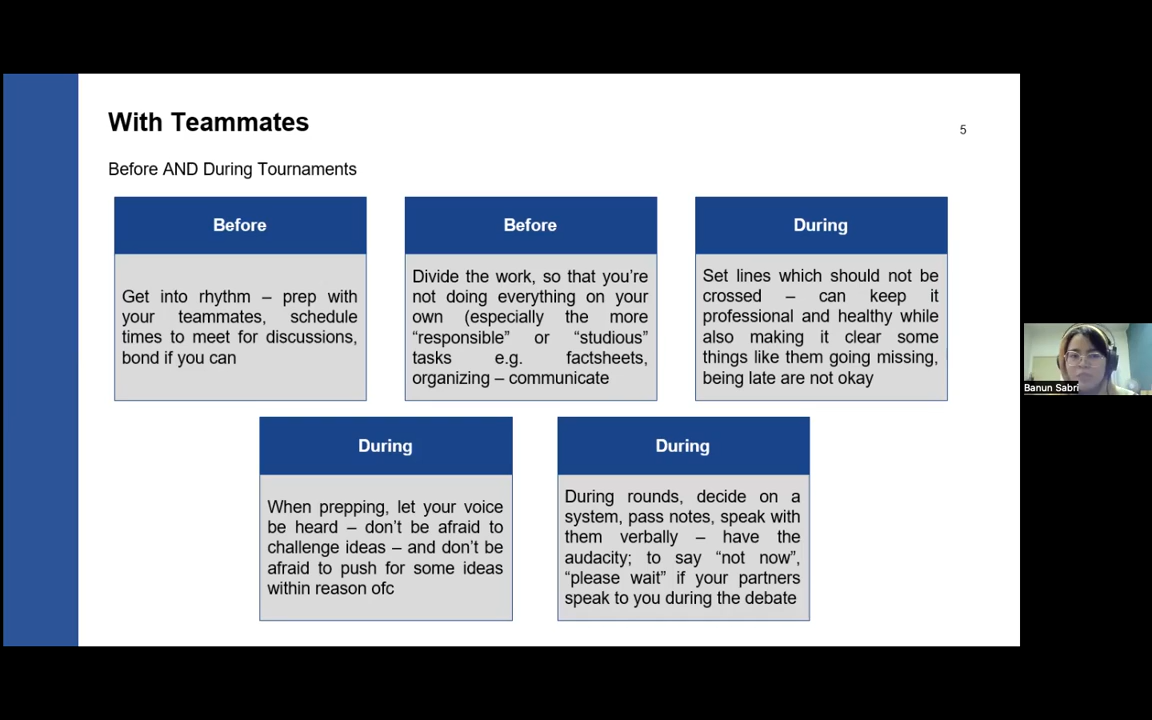 With Teammates
5
Before AND During Tournaments
Before
Get into rhythm – prep with
your teammates, schedule
times to meet for discussions,
bond if you can
Before
Divide the work, so that you’re
not doing everything on your
own (especially the more
“responsible” or “studious”
tasks e.g. factsheets,
organizing – communicate
During
Set lines which should not be
crossed – can keep it
professional and healthy while
also making it clear some
things like them going missing,
being late are not okay
During
When prepping, let your voice
be heard – don’t be afraid to
challenge ideas – and don’t be
afraid to push for some ideas
within reason ofc
During
During rounds, decide on a
system, pass notes, speak with
them verbally – have the
audacity; to say “not now”,
“please wait” if your partners
speak to you during the debate
Banun Sabri